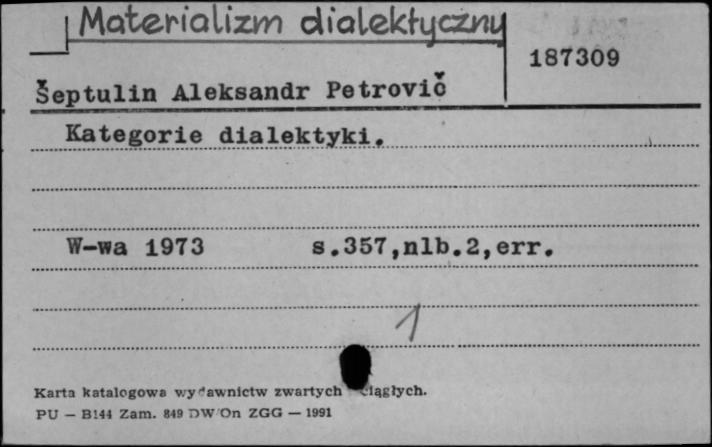 Materializm dialektyczny
187309
Šeptulin Aleksandr Petrovič
Kategorie dialektyki.
W-wa 1973 s.357,nlb.2,err.
1
Karta katalogowa wydawnictw zwartych ciągłych.
PU — B144 Zam. 849 DW/On ZGG — 1991